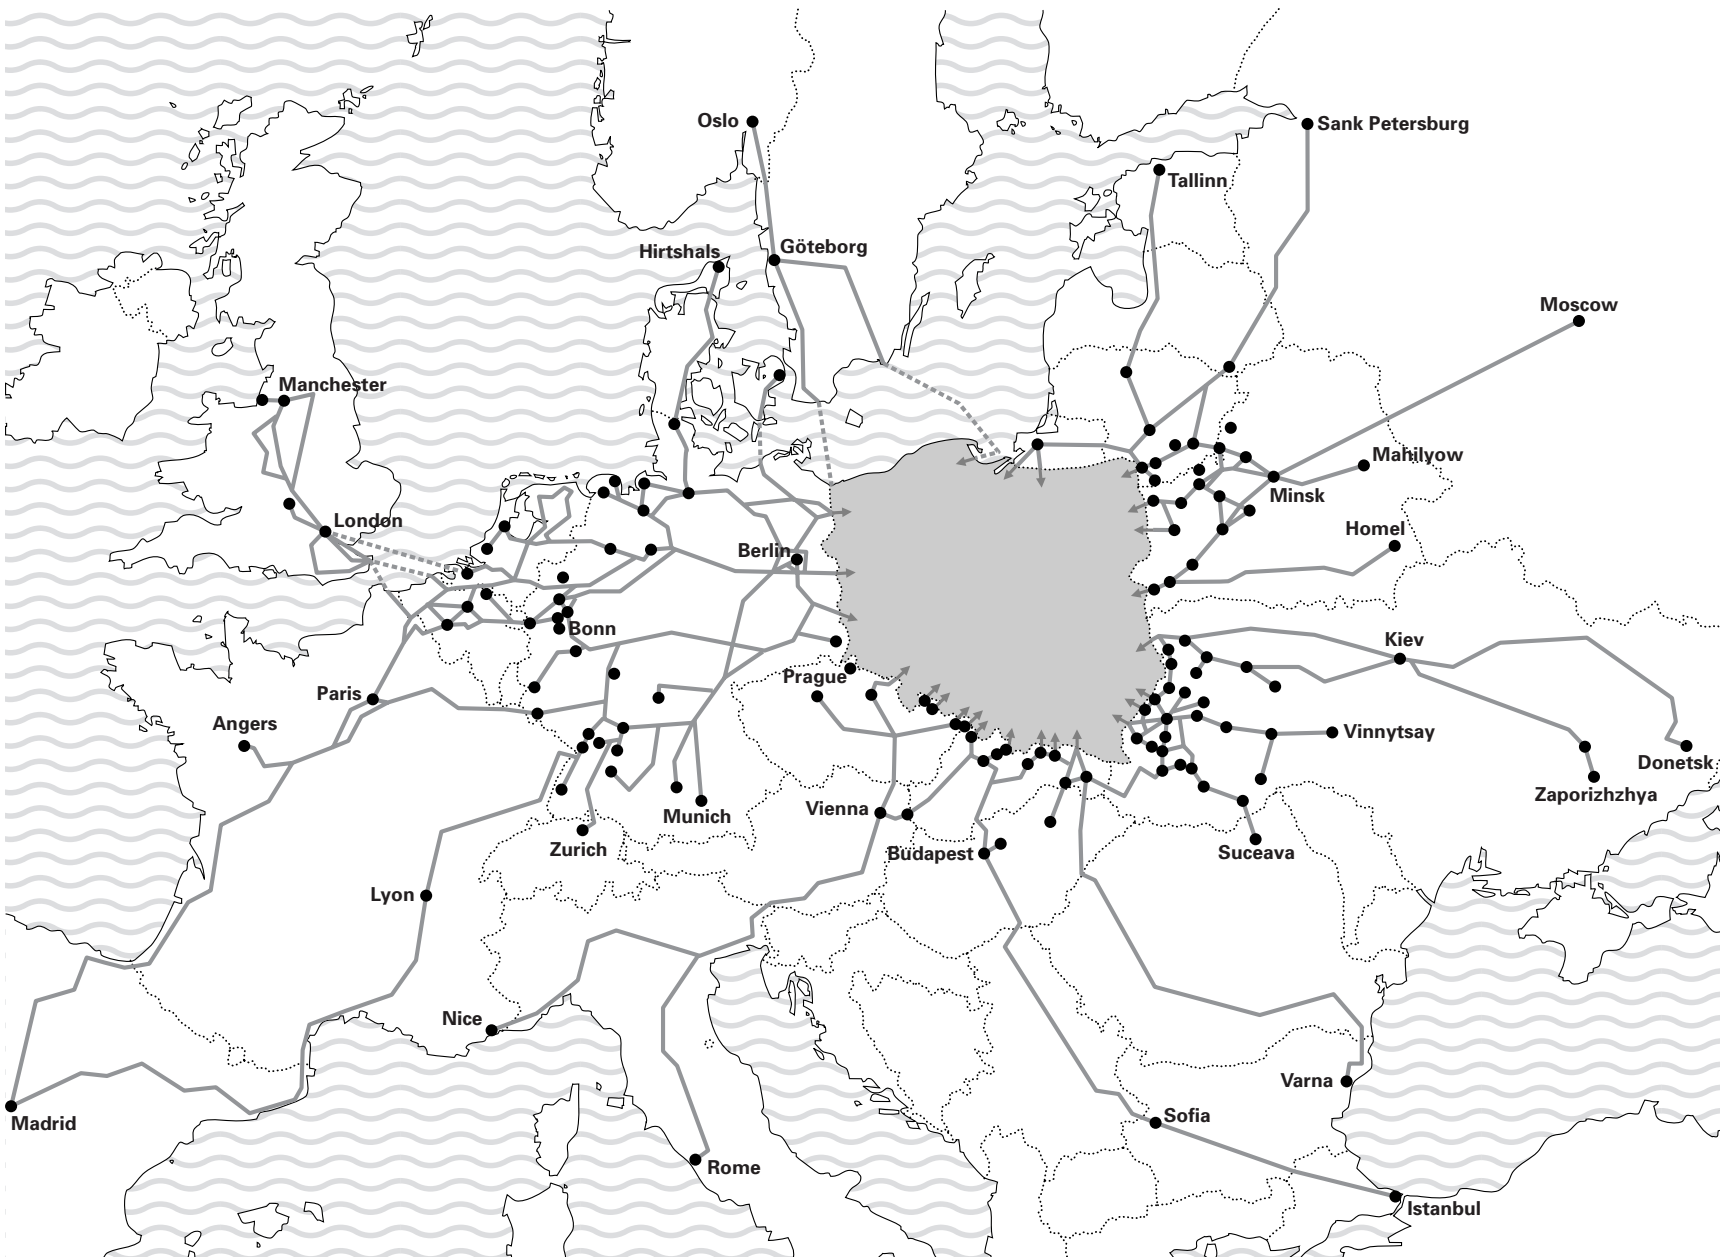 Oslo
Sank Petersburg
Tallinn
Göteborg
Hirtshals
Moscow
Manchester
Mahilyow
Minsk
London
Homel
Berlin
Bonn
Kiev
Prague
Paris
Angers
Vinnytsay
Donetsk
Zaporizhzhya
Munich
Vienna
Zurich
Budapest
Suceava
Lyon
Nice
Varna
Sofia
Madrid
Rome
Istanbul